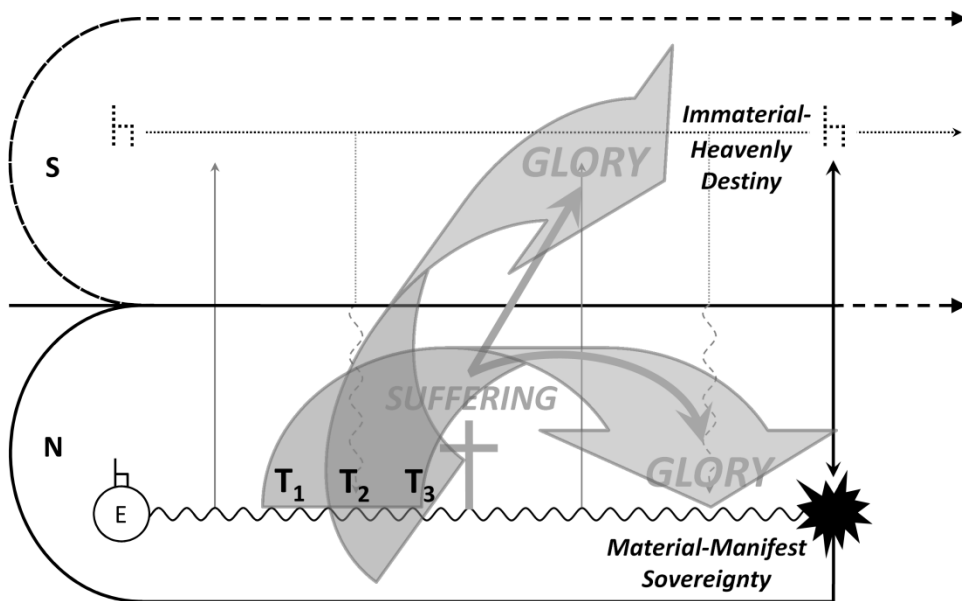 Immaterial-
Heavenly
Destiny
GLORY
S
SUFFERING
N
T1 T2 T3
GLORY
E
Material-Manifest
Sovereignty